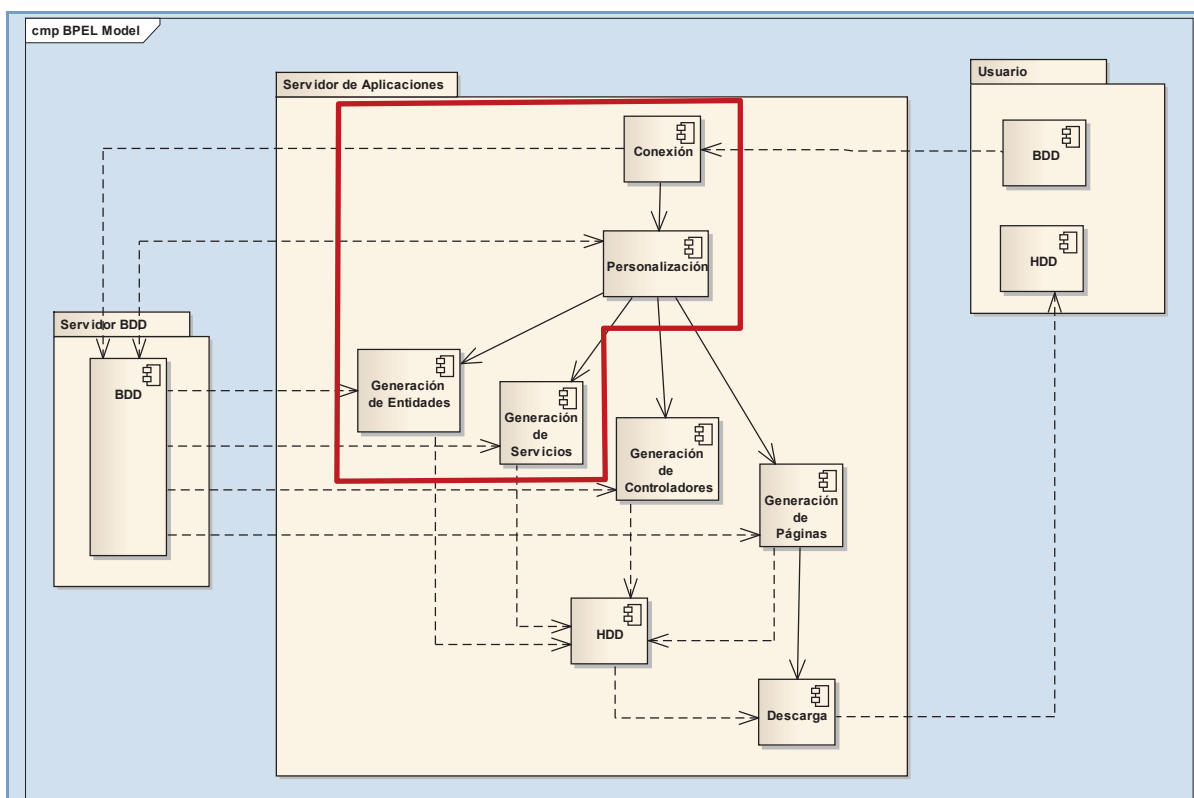 cmp BPEL Model
Servidor de Aplicaciones
Usuario
Conexión
BDD
Personalización
HDD
Servidor BDD
BDD
Generación
de Entidades
Generación
de
Servicios
Generación
de
Controladores
Generación
de
Páginas
HDD
Descarga